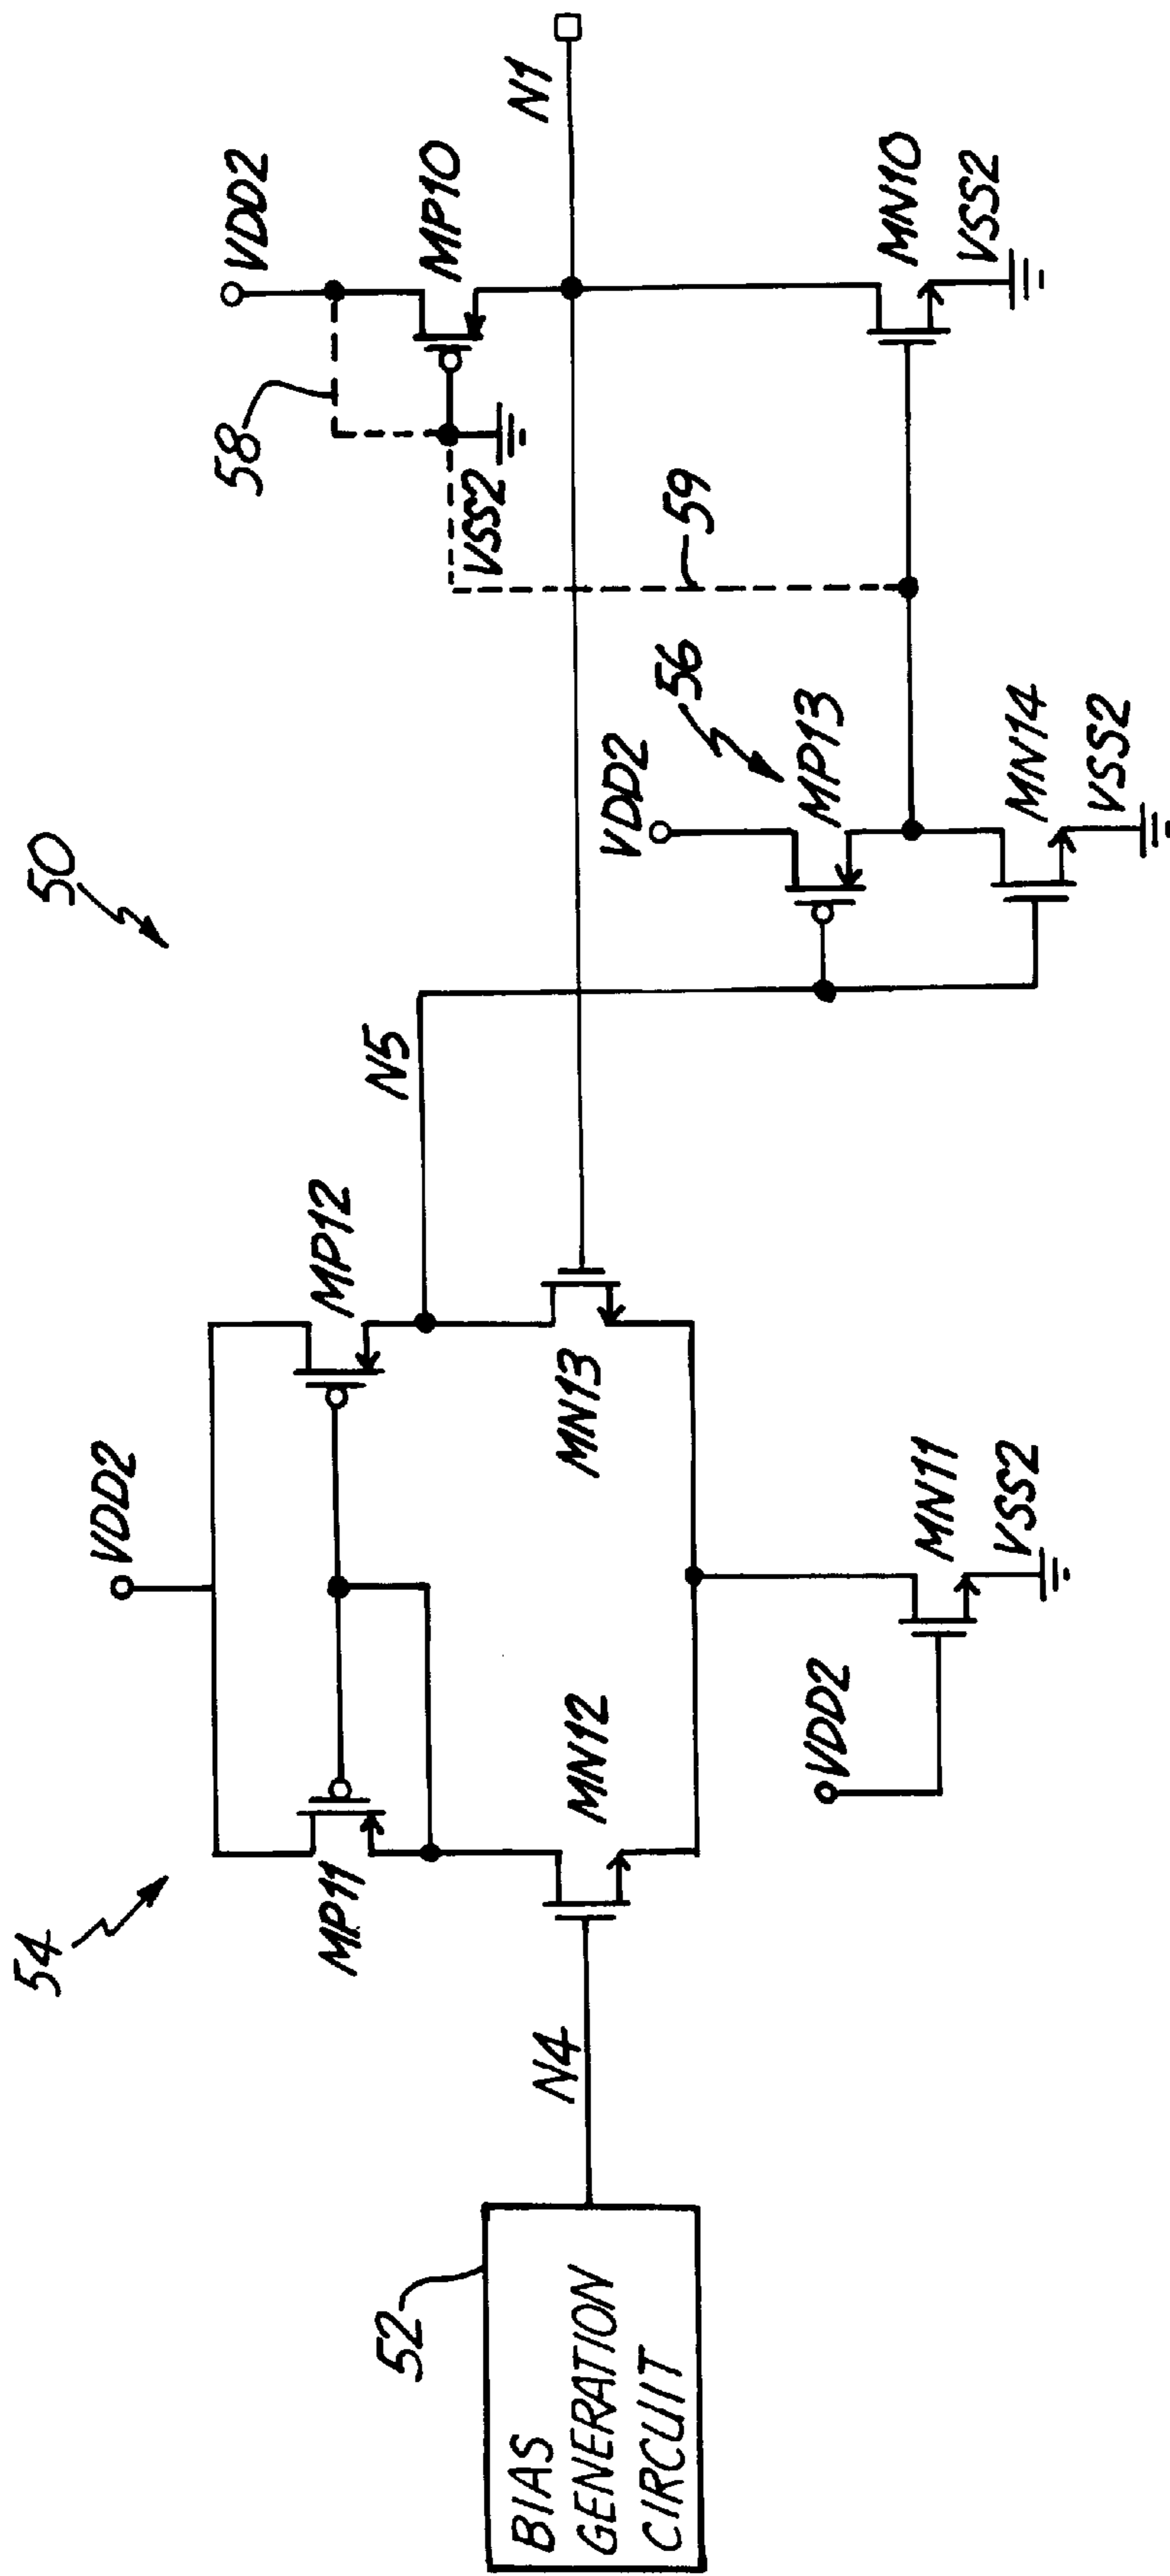 50
54
VDD2
MP11
MP12
N5
MN12
MN13
N4
52
BIAS
GENERATION
CIRCUIT
VDD2
MN11
VSS2
VDD2
56
MP13
MN14
VSS2
58
VDD2
MP10
VSS2
59
N1
MN10
VSS2